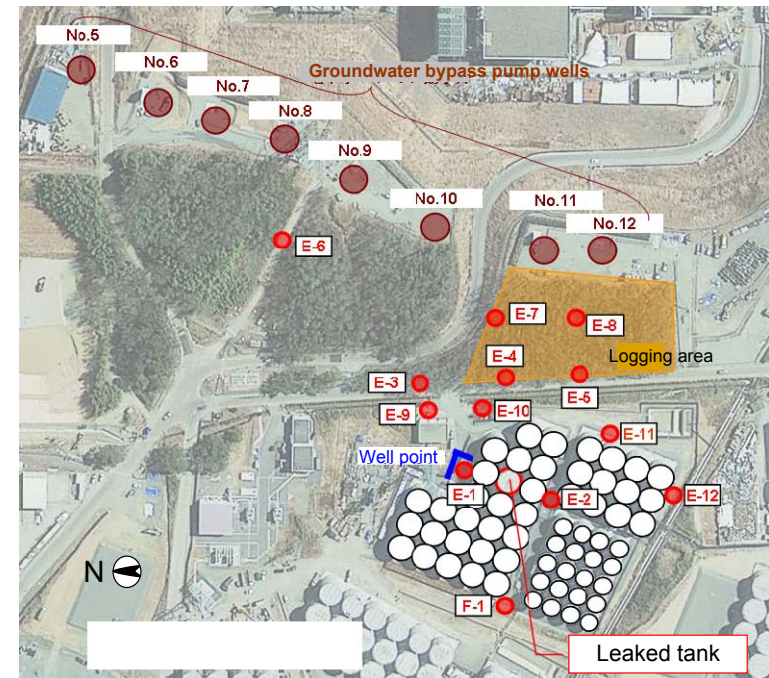 No.5
No.6
No.7
Groundwater bypass pump wells
No.8
No.9
No.10
No.11
No.12
E-6
E-7
E-8
E-4
Logging area
E-3
E-5
E-9
E-10
E-11
Well point
E-1
E-2
E-12
N
F-1
Leaked tank